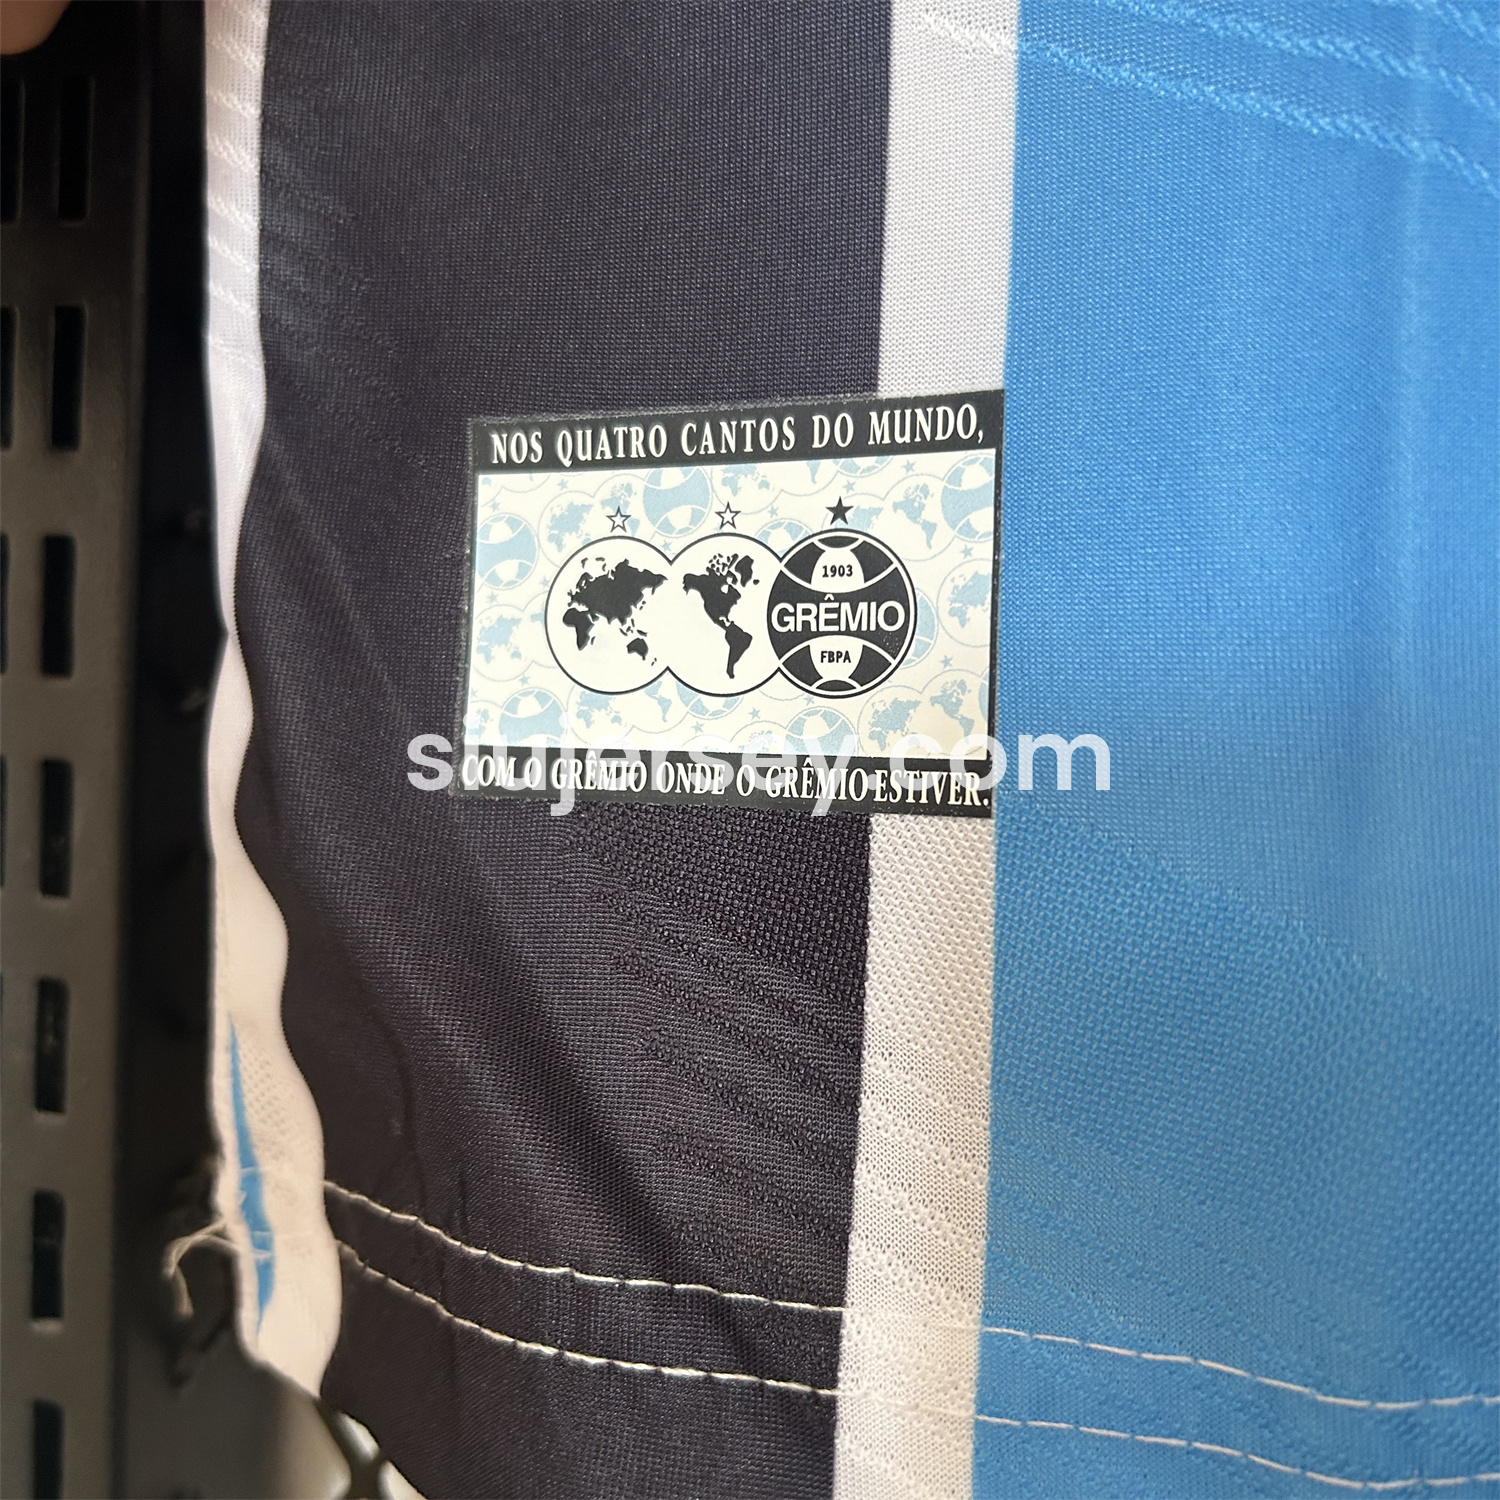 NOS QUATRO CANTOS DO MUNDO,
1903
GRÊMIO
FBPA
siujersey.com
COM O GRÊMIO ONDE O GRÊMIO ESTIVER.